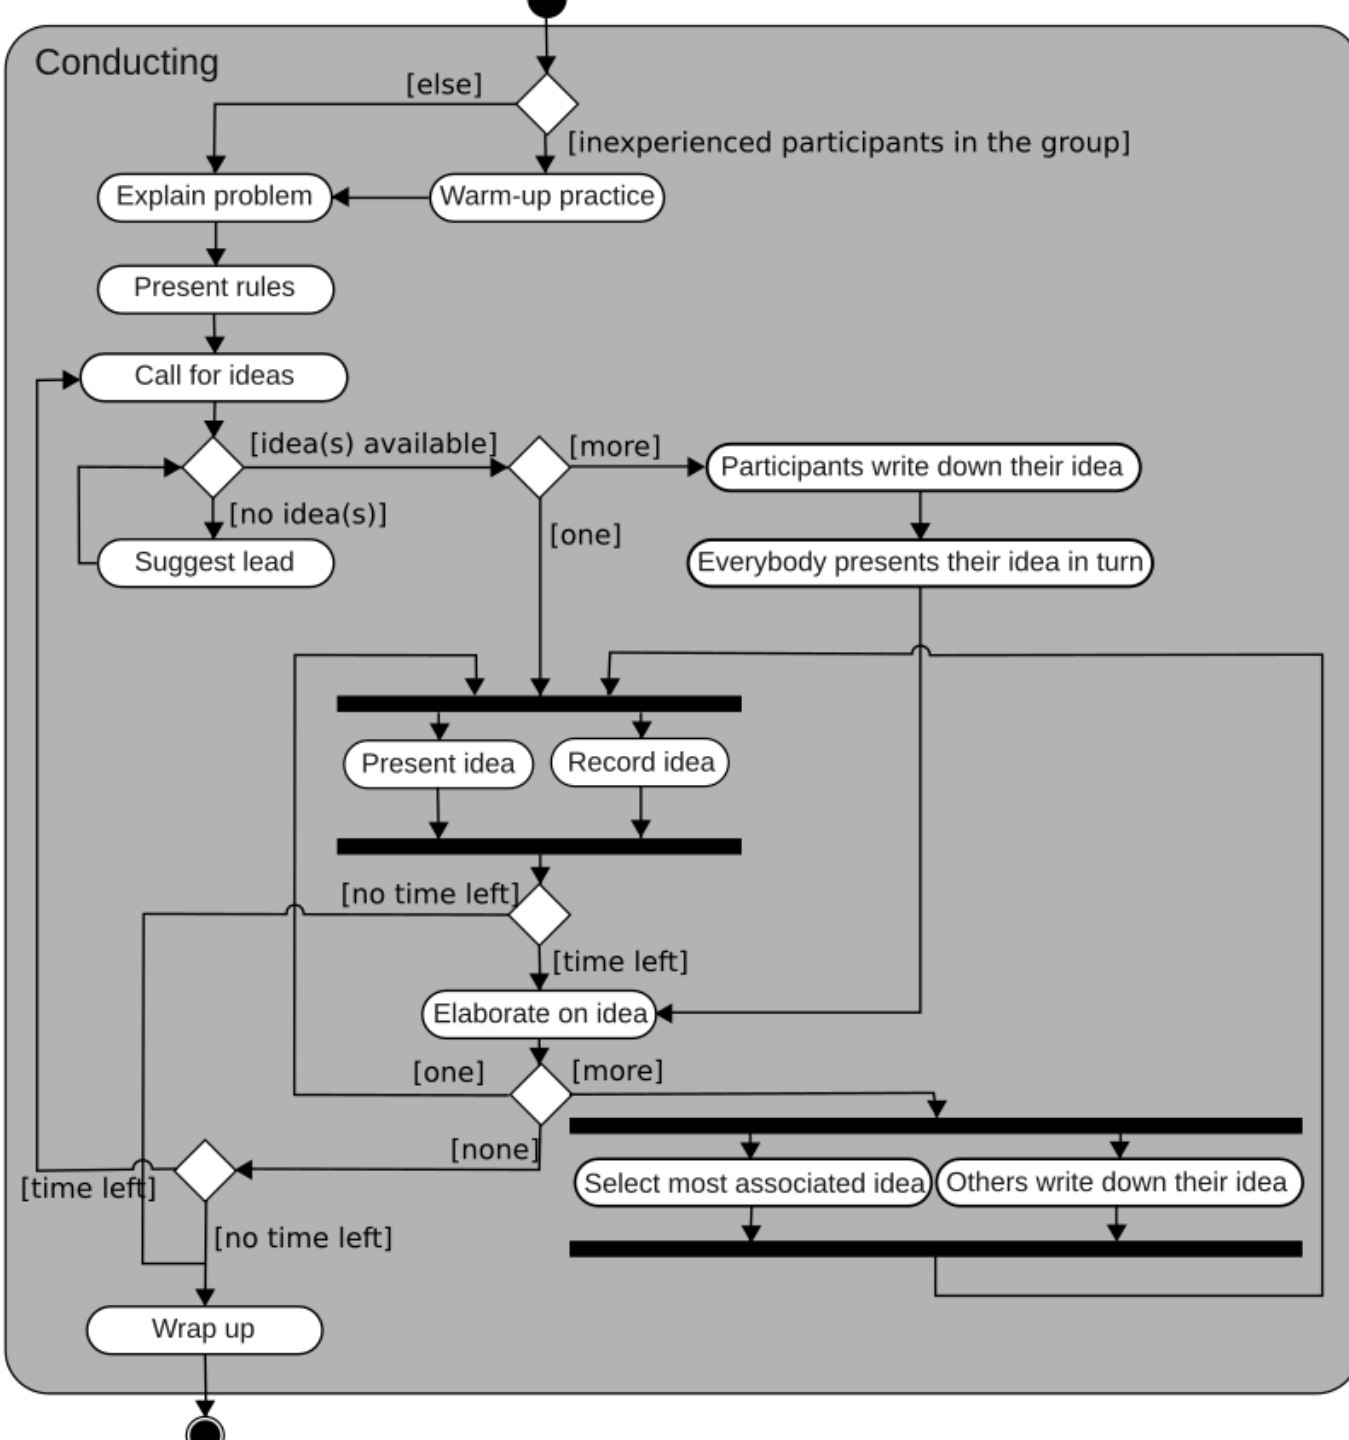 Conducting
[else]
[inexperienced participants in the group]
Explain problem
Warm-up practice
Present rules
Call for ideas
[idea(s) available]
[more]
Participants write down their idea
[no idea(s)]
[one]
Suggest lead
Everybody presents their idea in turn
Present idea
Record idea
[no time left]
[time left]
Elaborate on idea
[one]
[more]
[none]
[time left]
Select most associated idea
Others write down their idea
[no time left]
Wrap up